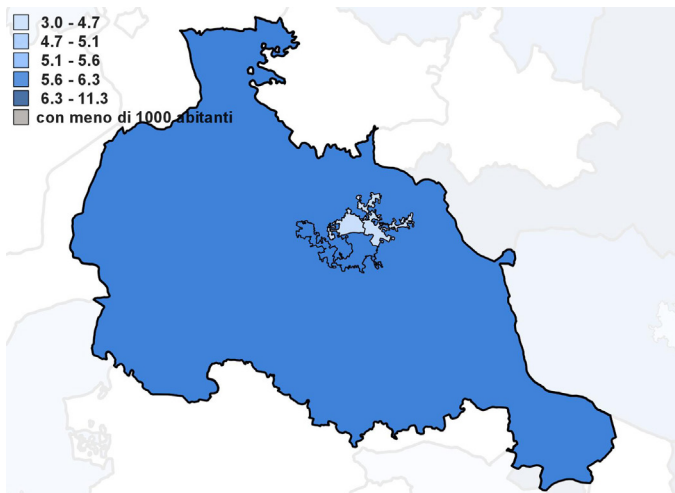 3.0 - 4.7
4.7 - 5.1
5.1 - 5.6
5.6 - 6.3
6.3 - 11.3
con meno di 1000 abitanti